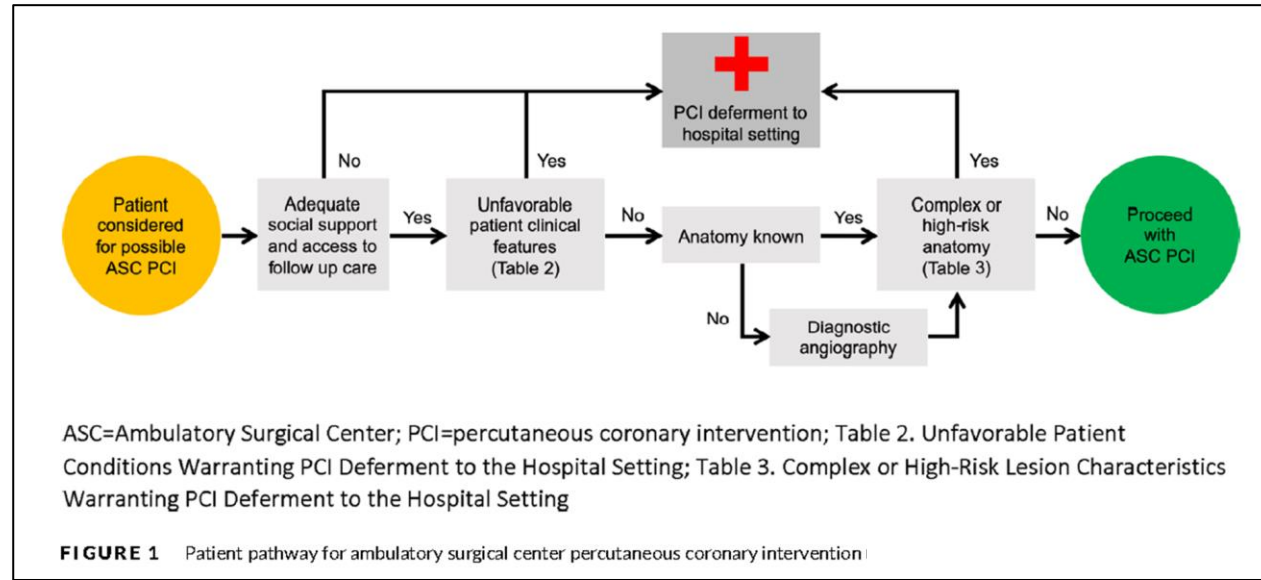 PCI deferment to
hospital setting
No
Yes
Yes
Patient
considered
for possible
ASC PCI
Adequate
social support
and access to
follow up care
Yes
Unfavorable
patient clinical
features
(Table 2)
No
Anatomy known
Yes
Complex or
high-risk
anatomy
(Table 3)
No
Proceed
with
ASC PCI
No
Diagnostic
angiography
ASC=Ambulatory Surgical Center; PCI=percutaneous coronary intervention; Table 2. Unfavorable Patient
Conditions Warranting PCI Deferment to the Hospital Setting; Table 3. Complex or High-Risk Lesion Characteristics
Warranting PCI Deferment to the Hospital Setting
FIGURE 1 Patient pathway for ambulatory surgical center percutaneous coronary intervention